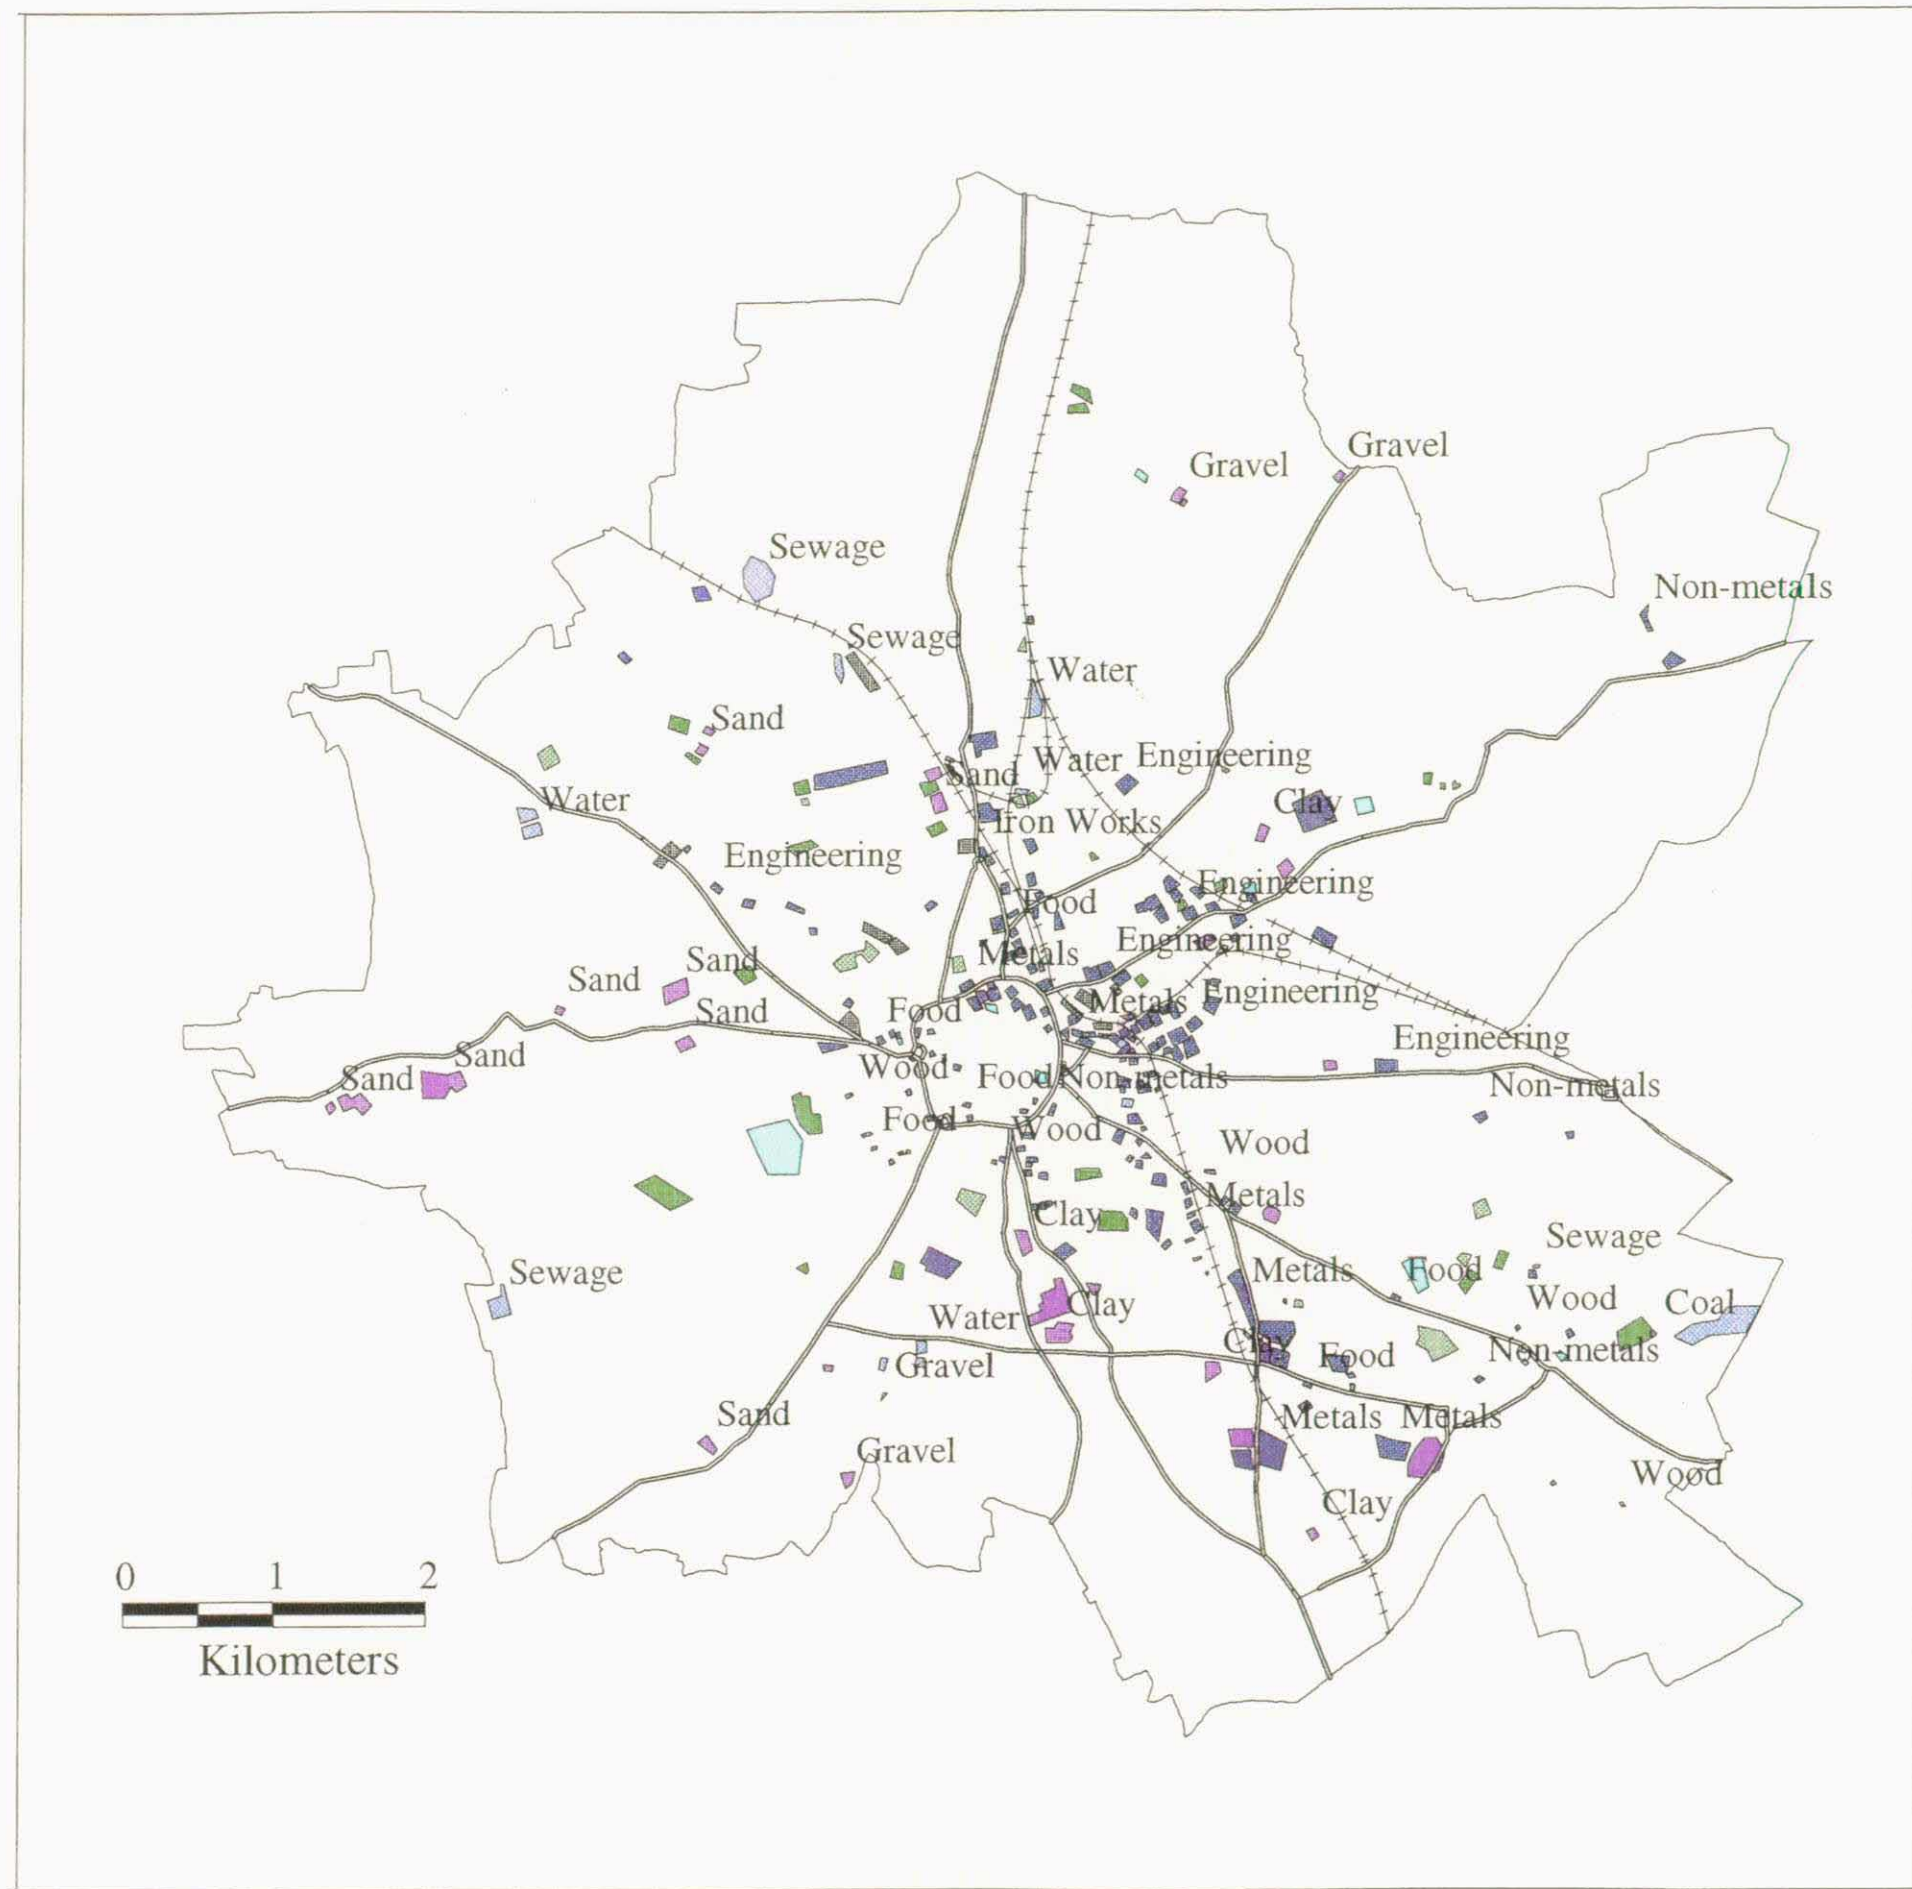 Gravel
Gravel
Sewage
Non-metals
Sewage
Water
Sand
Sand
Water
Engineering
Water
Clay
Iron Works
Engineering
Engineering
Food
Engineering
Metals
Sand
Sand
Metals
Engineering
Food
Sand
Engineering
Sand
Wood
Food
Non-metals
Sand
Non-metals
Food
Wood
Wood
Metals
Clay
Sewage
Sewage
Metals
Food
Water
Clay
Wood
Coal
Clay
Food
Non-metals
Gravel
Sand
Metals
Metals
Gravel
Wood
Clay
0
1
2
Kilometers